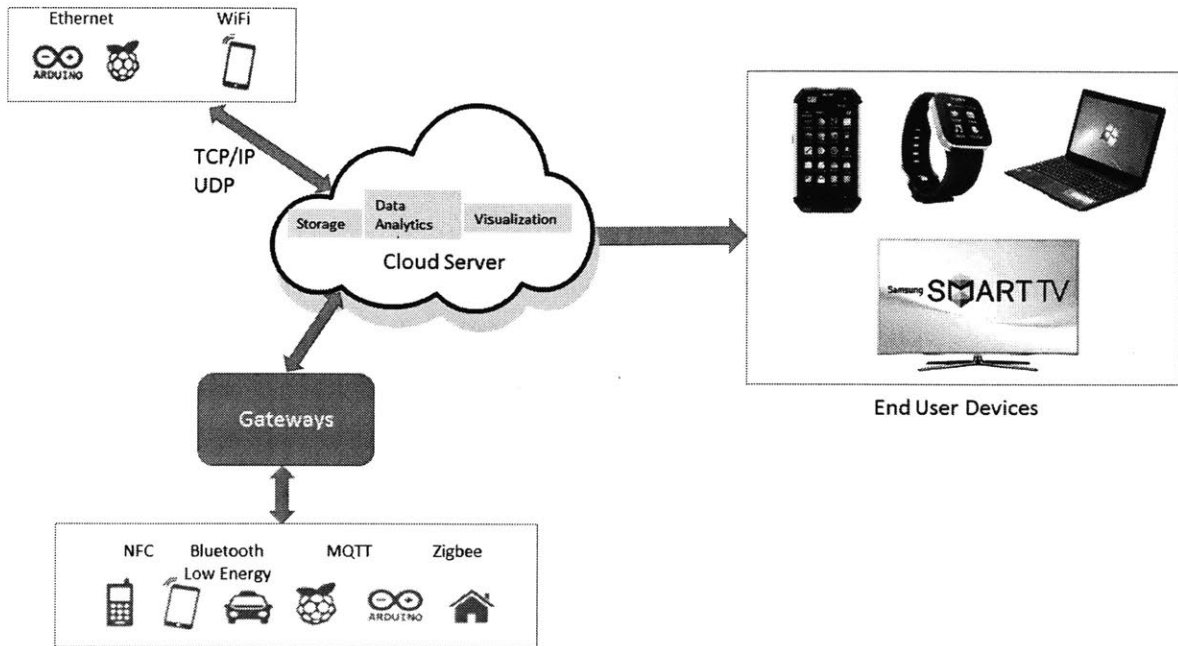 Ethernet
WiFi
ARDUINO
TCP/IP
UDP
Storage
Data
Analytics
Visualization
Cloud Server
Samsung SMART TV
End User Devices
Gateways
NFC
Bluetooth
Low Energy
MQTT
Zigbee
ARDUINO